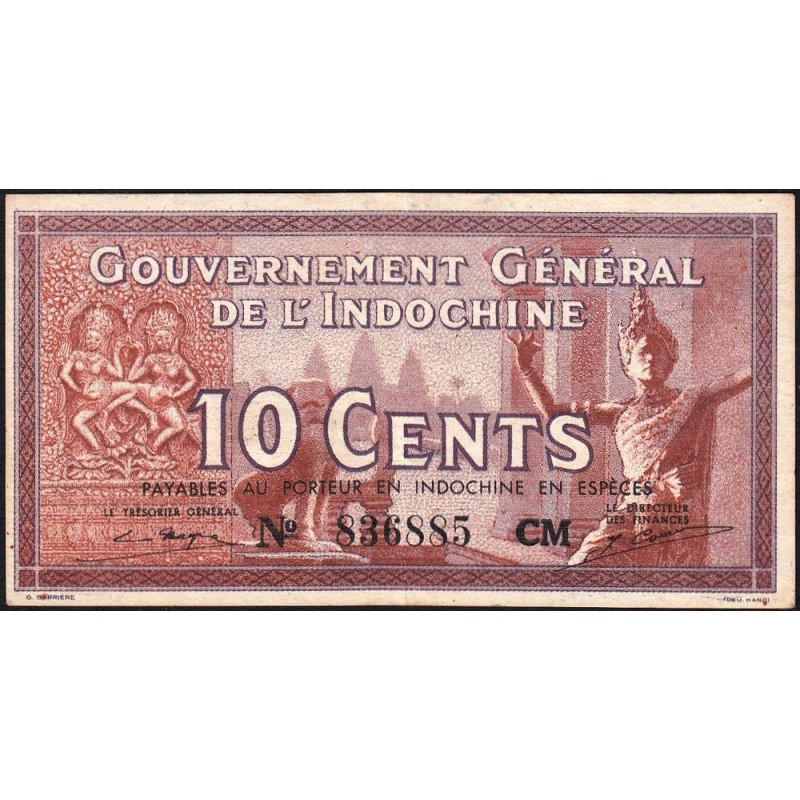 GOUVERNEMENT GÉNÉRAL
DE L'INDOCHINE
10 CENTS
PAYABLES AU PORTEUR EN INDOCHINE EN ESPÈCES
LE TRÉSORIER GÉNÉRAL
LE DIRECTEUR
DES FINANCES
Nº 836885 CM
G. BARRIÈRE
IDEO, HANOI